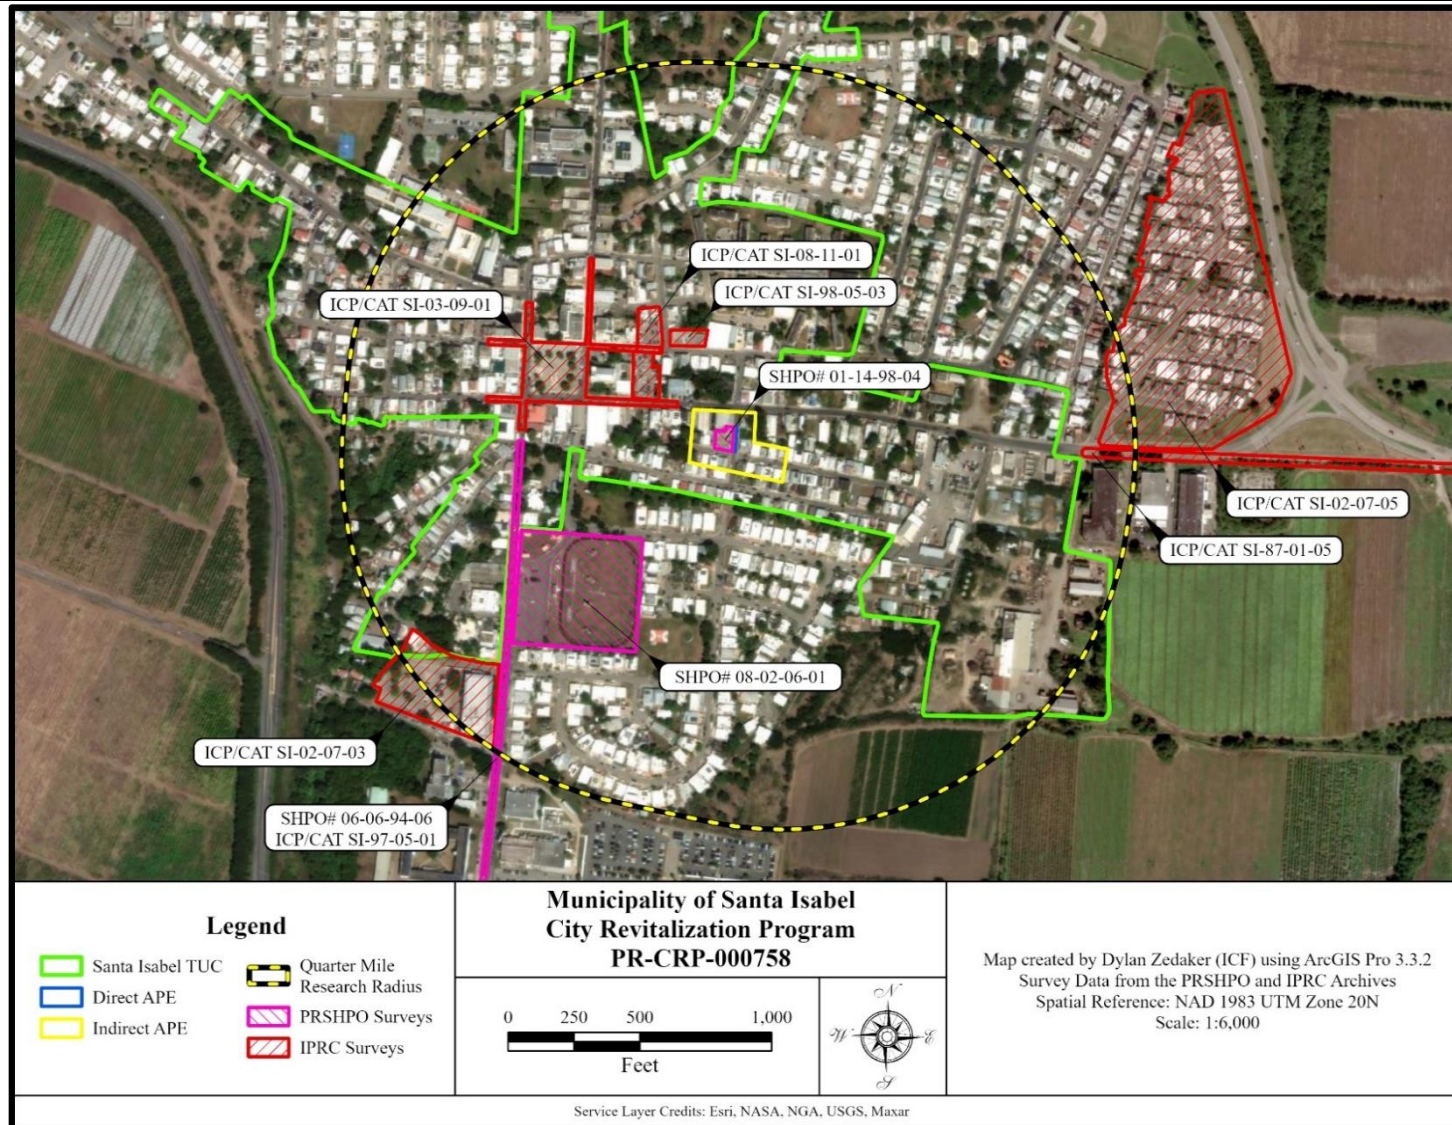 ICP/CAT SI-08-11-01
ICP/CAT SI-98-05-03
ICP/CAT SI-03-09-01
SHPO# 01-14-98-04
ICP/CAT SI-02-07-05
ICP/CAT SI-87-01-05
SHPO# 08-02-06-01
ICP/CAT SI-02-07-03
SHPO# 06-06-94-06
ICP/CAT SI-97-05-01
Legend
Santa Isabel TUC
Direct APE
Indirect APE
Quarter Mile
Research Radius
PRSHPO Surveys
IPRC Surveys
Municipality of Santa Isabel
City Revitalization Program
PR-CRP-000758
0 250 500 1,000
Feet
N
W E
S
Map created by Dylan Zedaker (ICF) using ArcGIS Pro 3.3.2
Survey Data from the PRSHPO and IPRC Archives
Spatial Reference: NAD 1983 UTM Zone 20N
Scale: 1:6,000
Service Layer Credits: Esri, NASA, NGA, USGS, Maxar